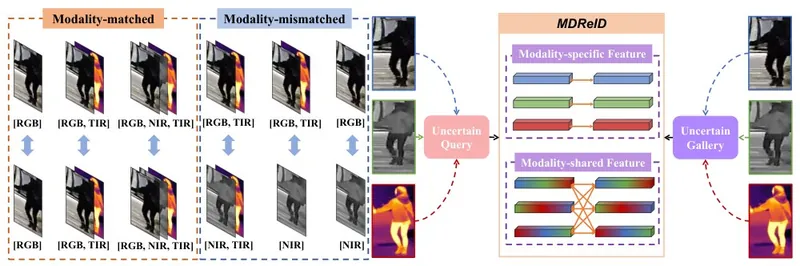 Modality-matched
Modality-mismatched
[RGB]
[RGB, TIR]
[RGB, NIR, TIR]
[RGB, TIR]
[RGB, TIR]
[RGB]
[RGB]
[RGB, TIR]
[RGB, NIR, TIR]
[NIR, TIR]
[NIR]
[NIR]
Uncertain
Query
MDReID
Modality-specific Feature
Modality-shared Feature
Uncertain
Gallery